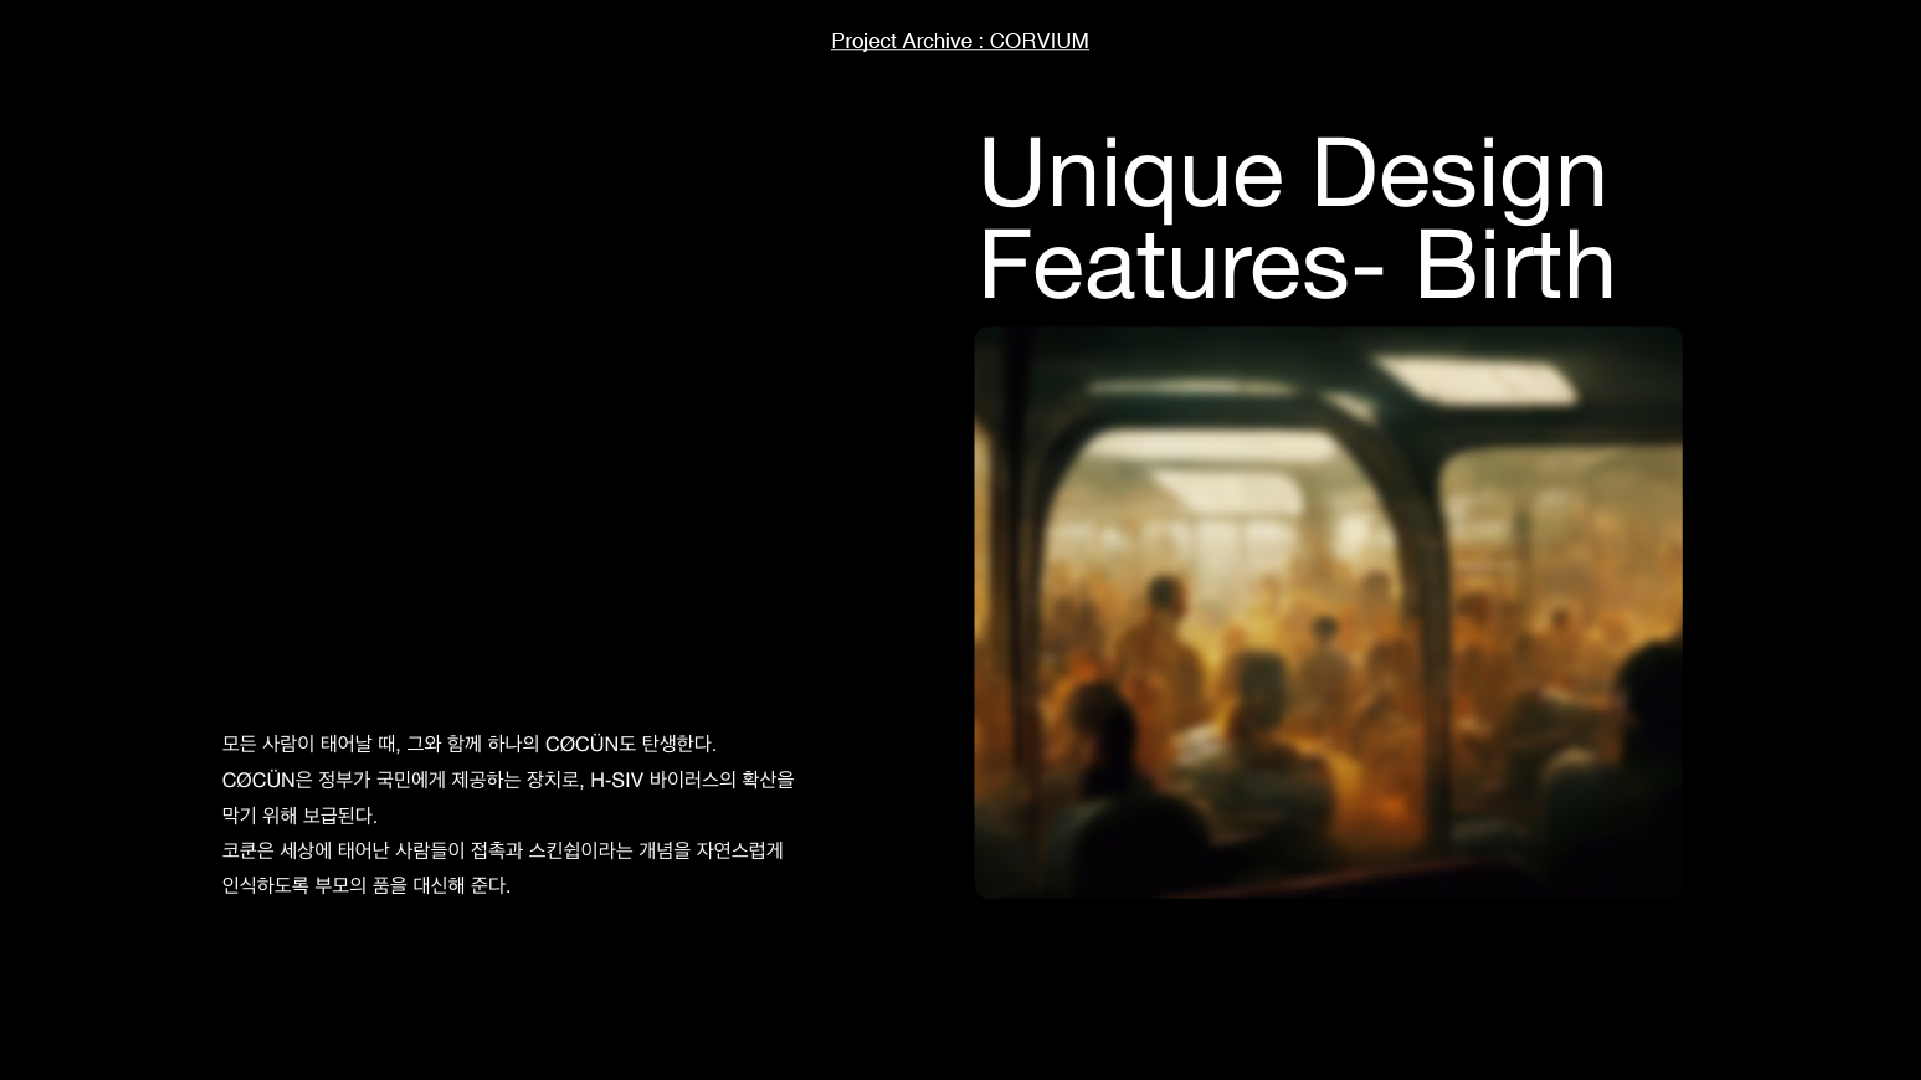 Project Archive : CORVIUM
Unique Design
Features- Birth
모든 사람이 태어날 때, 그와 함께 하나의 CØCÜN도 탄생한다.
CØCÜN은 정부가 국민에게 제공하는 장치로, H-SIV 바이러스의 확산을
막기 위해 보급된다.
코쿤은 세상에 태어난 사람들이 접촉과 스킨쉽이라는 개념을 자연스럽게
인식하도록 부모의 품을 대신해 준다.